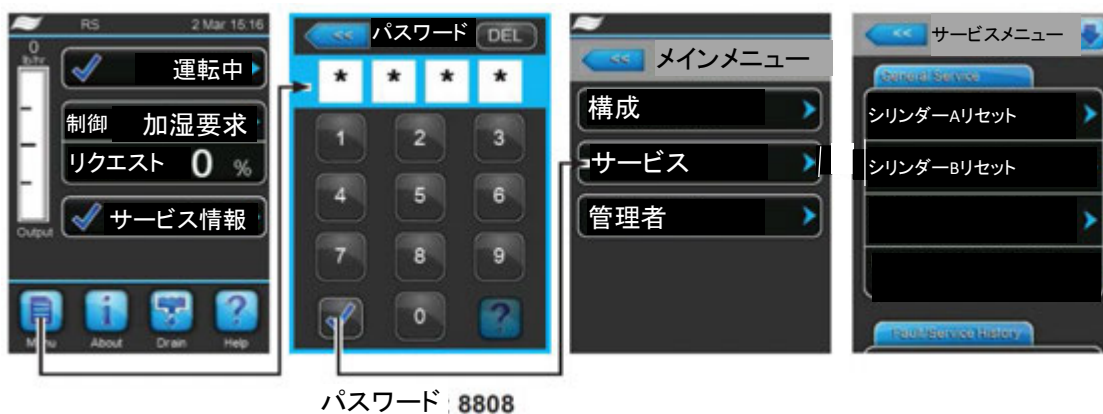 RS 2 Mar 15:16
0
lb/hr
運転中
制御 加湿要求
リクエスト 0 %
サービス情報
Output
Menu About Drain Help
<< パスワード DEL
* * * *
1 2 3
4 5 6
7 8 9
0 ?
パスワード : 8808
<< メインメニュー
構成
サービス
管理者
<< サービスメニュー
General Service
シリンダーAリセット
シリンダーBリセット
Fault/Service History